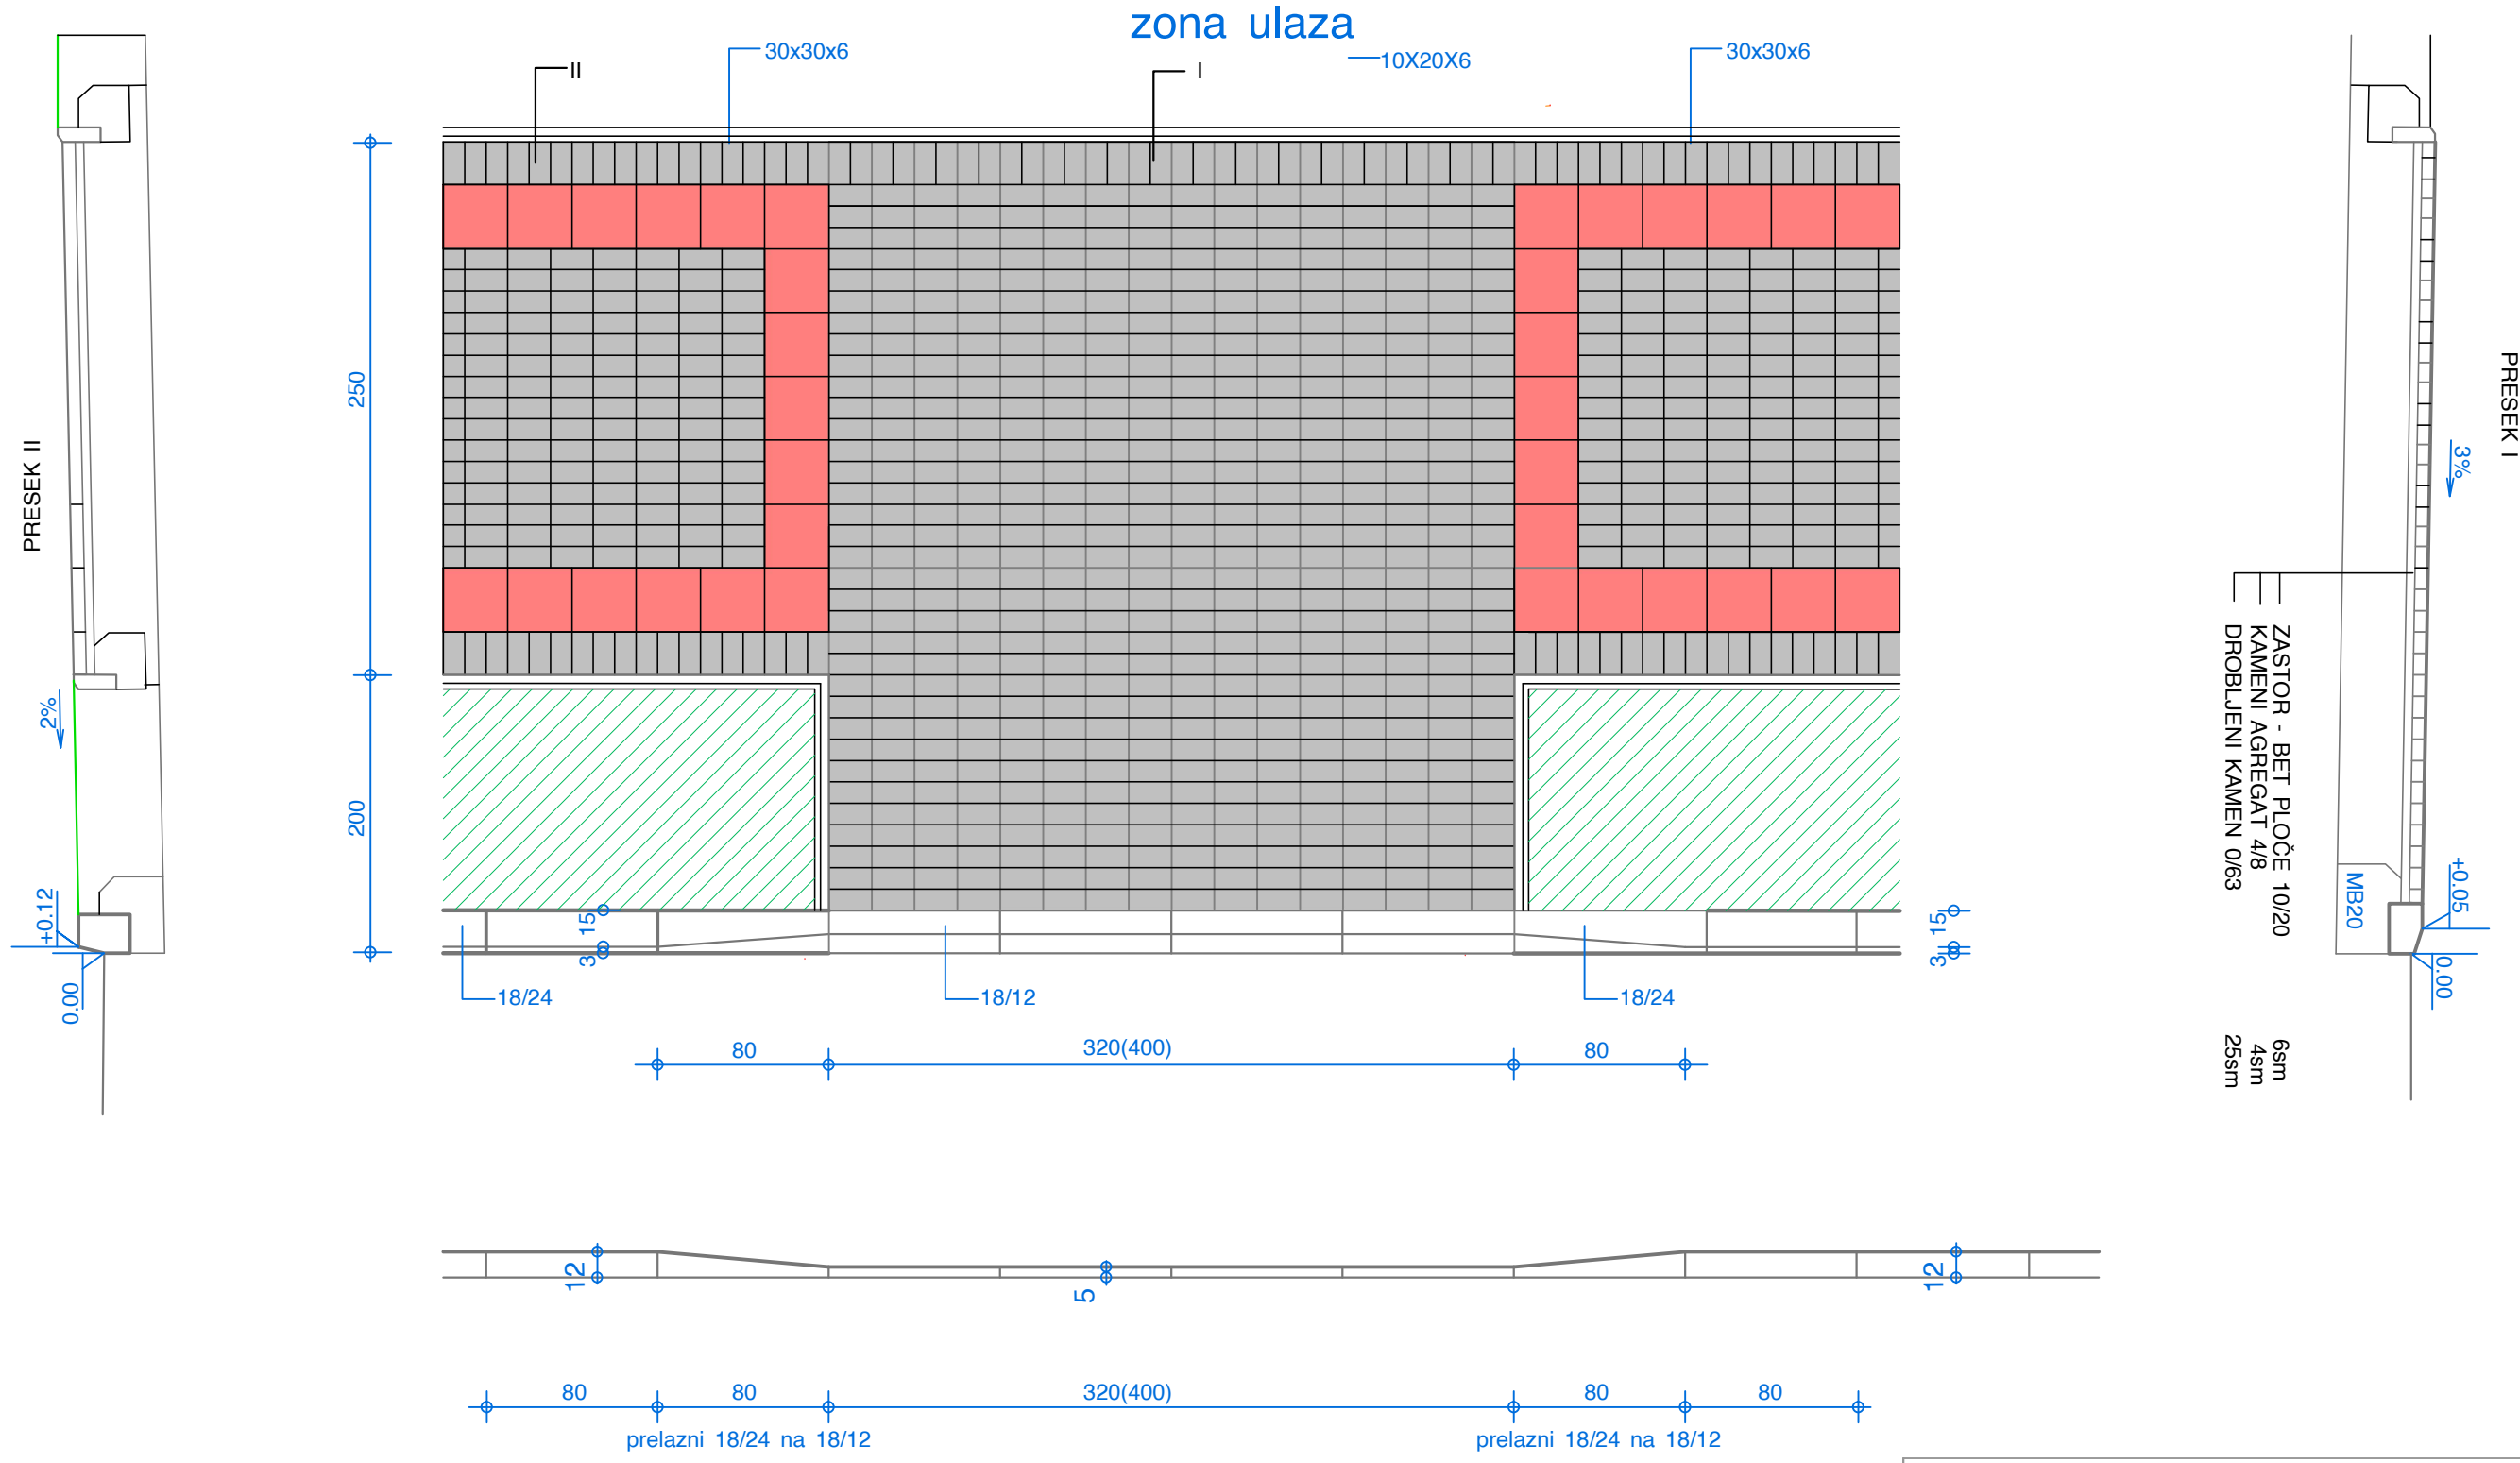 zona ulaza
II
30x30x6
I
10X20X6
30x30x6
PRESEK II
2%
+0.12
0.00
250
200
15
3
18/24
18/12
18/24
15
3
80
320(400)
80
PRESEK I
3%
ZASTOR - BET PLOČE 10/20 6sm
KAMENI AGREGAT 4/8 4sm
DROBLJENI KAMEN 0/63 25sm
MB20
+0.05
0.00
12
5
12
80
80
320(400)
80
80
prelazni 18/24 na 18/12
prelazni 18/24 na 18/12